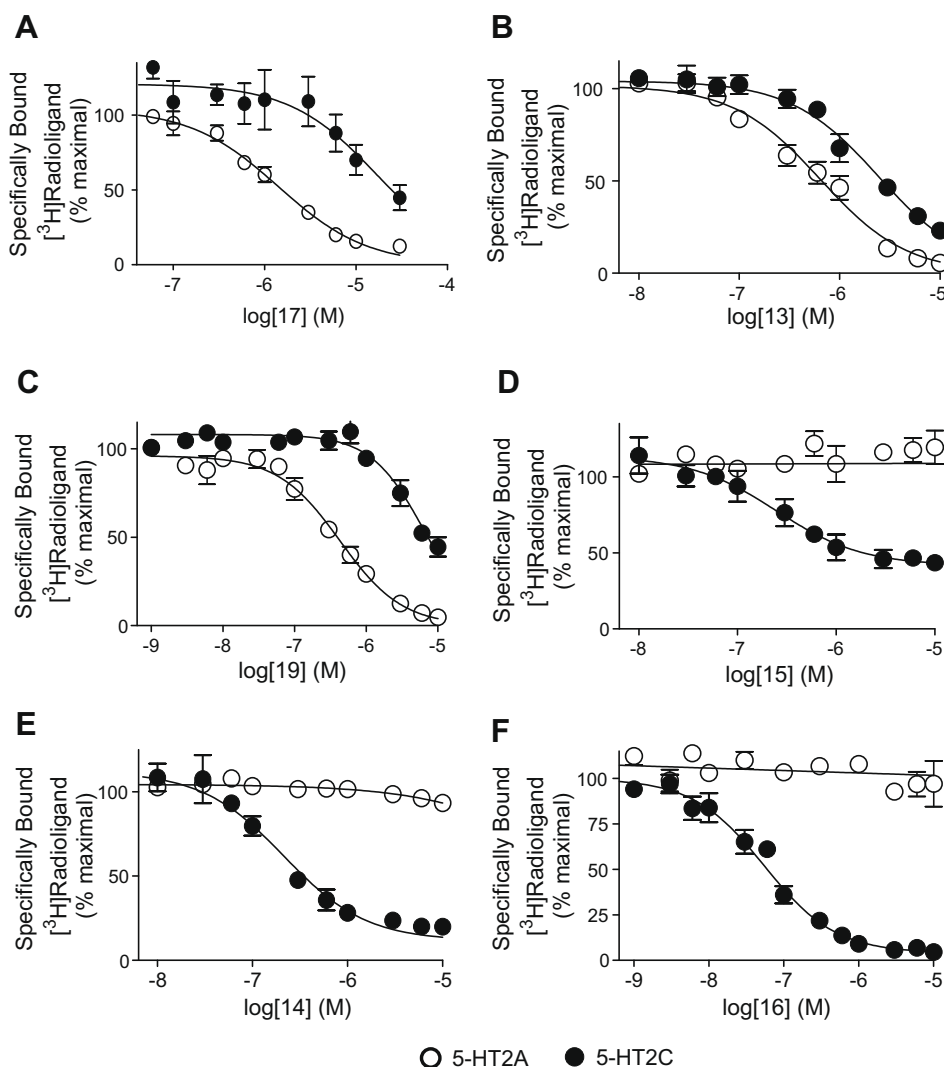 A
Specifically Bound
[³H]Radioligand
(% maximal)
100
50
0
-7
-6
-5
-4
log[17] (M)
B
Specifically Bound
[³H]Radioligand
(% maximal)
100
50
0
-8
-7
-6
-5
log[13] (M)
C
Specifically Bound
[³H]Radioligand
(% maximal)
100
50
0
-9
-8
-7
-6
-5
log[19] (M)
D
Specifically Bound
[³H]Radioligand
(% maximal)
150
100
50
0
-8
-7
-6
-5
log[15] (M)
E
Specifically Bound
[³H]Radioligand
(% maximal)
100
50
0
-8
-7
-6
-5
log[14] (M)
F
Specifically Bound
[³H]Radioligand
(% maximal)
100
75
50
25
0
-9
-8
-7
-6
-5
log[16] (M)
5-HT2A
5-HT2C